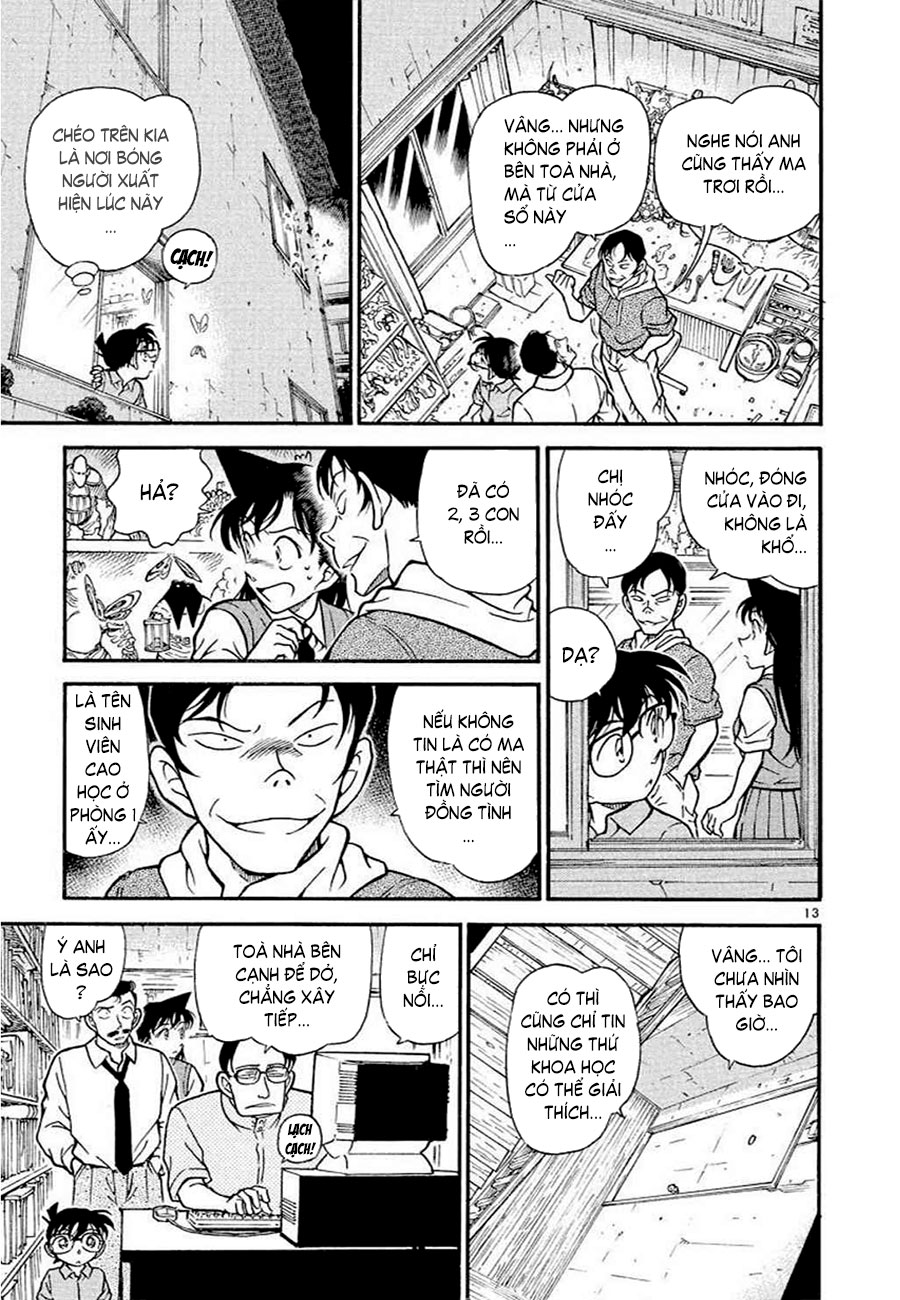 NGHE NÓI ANH
CŨNG THẤY MA
TRƠI RỒI...
VÂNG... NHƯNG
KHÔNG PHẢI Ở
BÊN TOÀ NHÀ,
MÀ TỪ CỬA
SỔ NÀY
...
CHÉO TRÊN KIA
LÀ NƠI BÓNG
NGƯỜI XUẤT
HIỆN LÚC NÀY
...
CẠCH!
NHÓC, ĐÓNG
CỬA VÀO ĐI,
KHÔNG LÀ
KHỔ...
CHỊ
NHÓC
ĐẤY
...
DẠ?
ĐÃ CÓ
2, 3 CON
RỒI...
HẢ?
NẾU KHÔNG
TIN LÀ CÓ MA
THẬT THÌ NÊN
TÌM NGƯỜI
ĐỒNG TÌNH
...
LÀ TÊN
SINH
VIÊN
CAO
HỌC Ở
PHÒNG 1
ẤY...
13
VÂNG... TÔI
CHƯA NHÌN
THẤY BAO
GIỜ...
CÓ THÌ
CŨNG CHỈ TIN
NHỮNG THỨ
KHOA HỌC
CÓ THỂ GIẢI
THÍCH...
CHỈ
BỰC
NỖI...
TOÀ NHÀ BÊN
CẠNH ĐỂ DỞ,
CHẲNG XÂY
TIẾP...
LẠCH
CẠCH!
Ý ANH
LÀ SAO
?